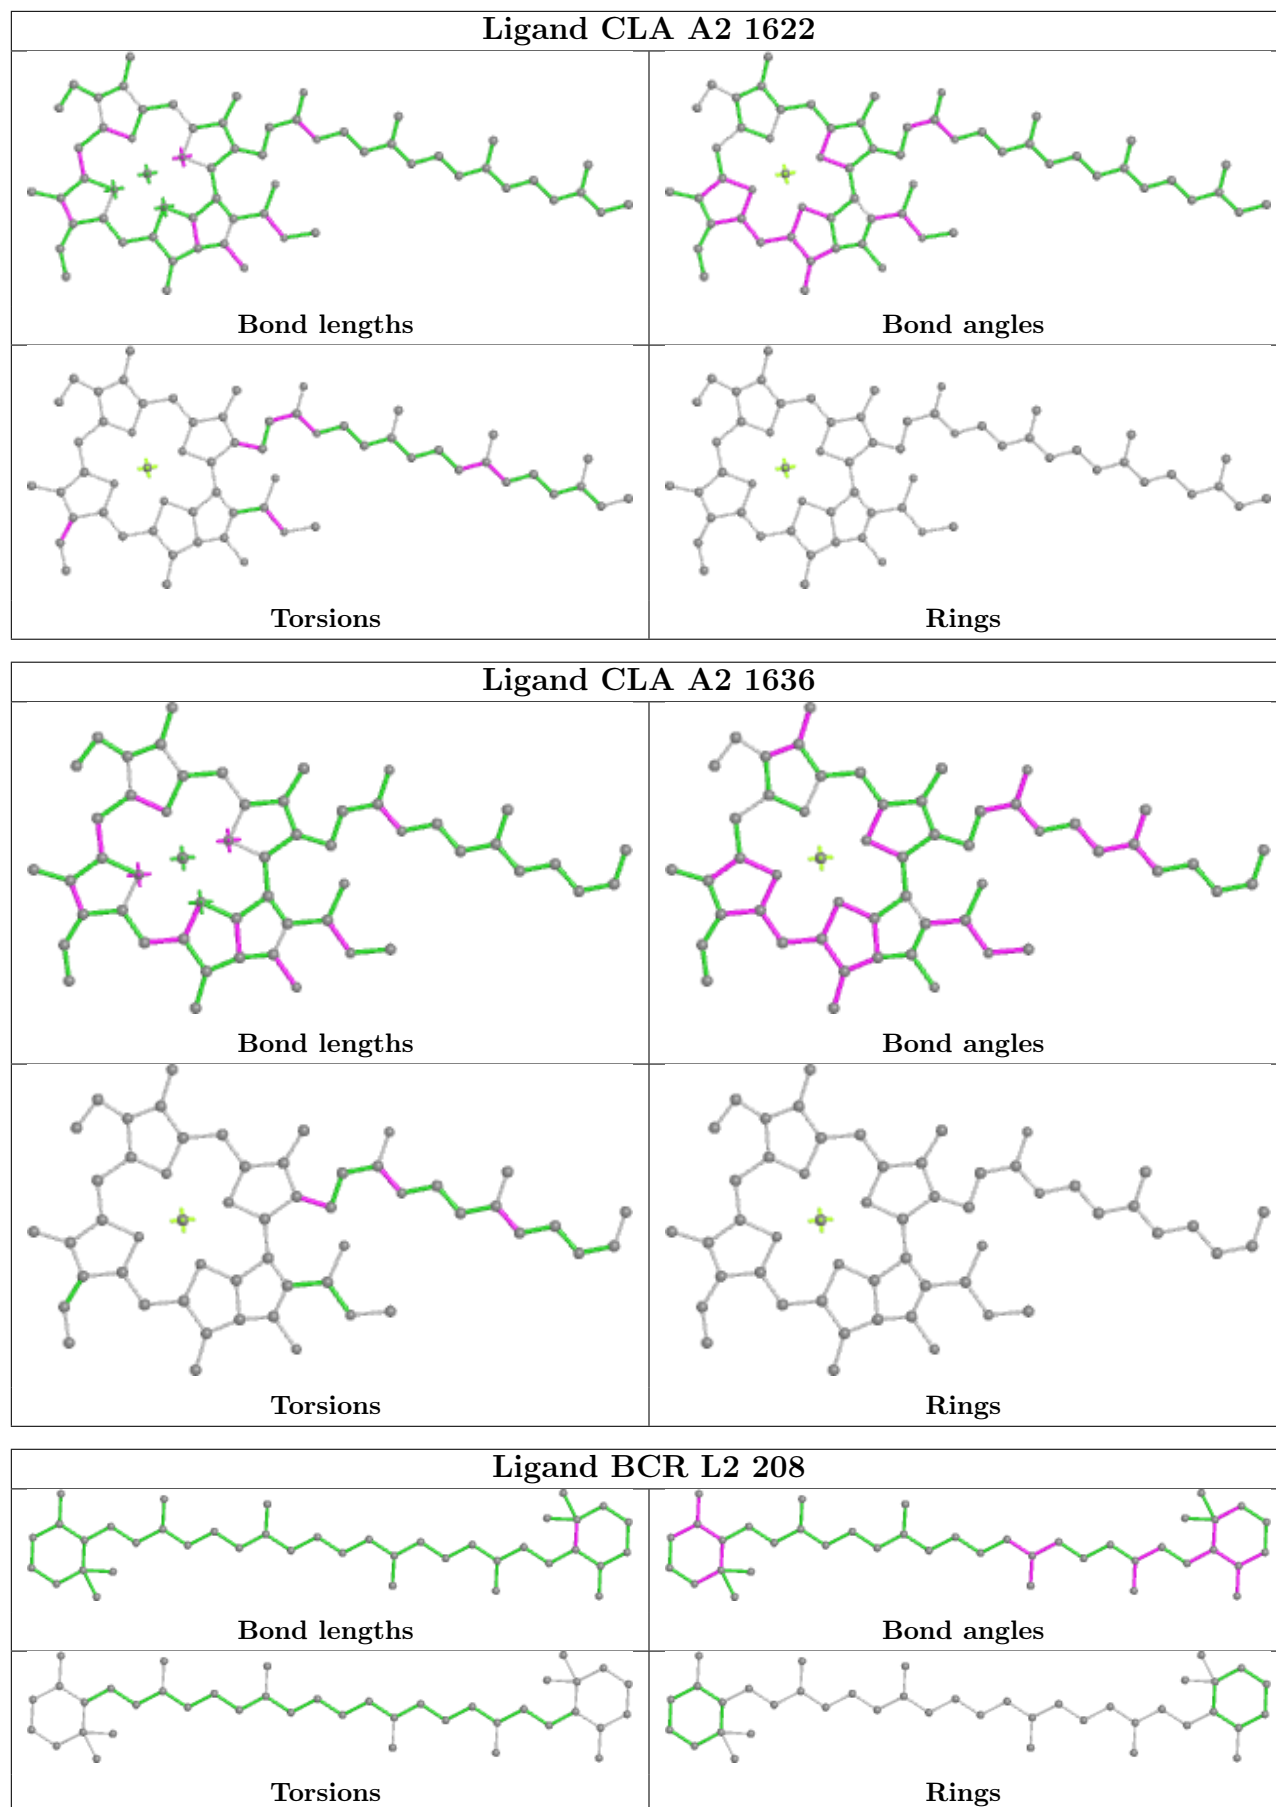 Ligand CLA A2 1622
Bond lengths
Bond angles
Torsions
Rings
Ligand CLA A2 1636
Bond lengths
Bond angles
Torsions
Rings
Ligand BCR L2 208
Bond lengths
Bond angles
Torsions
Rings